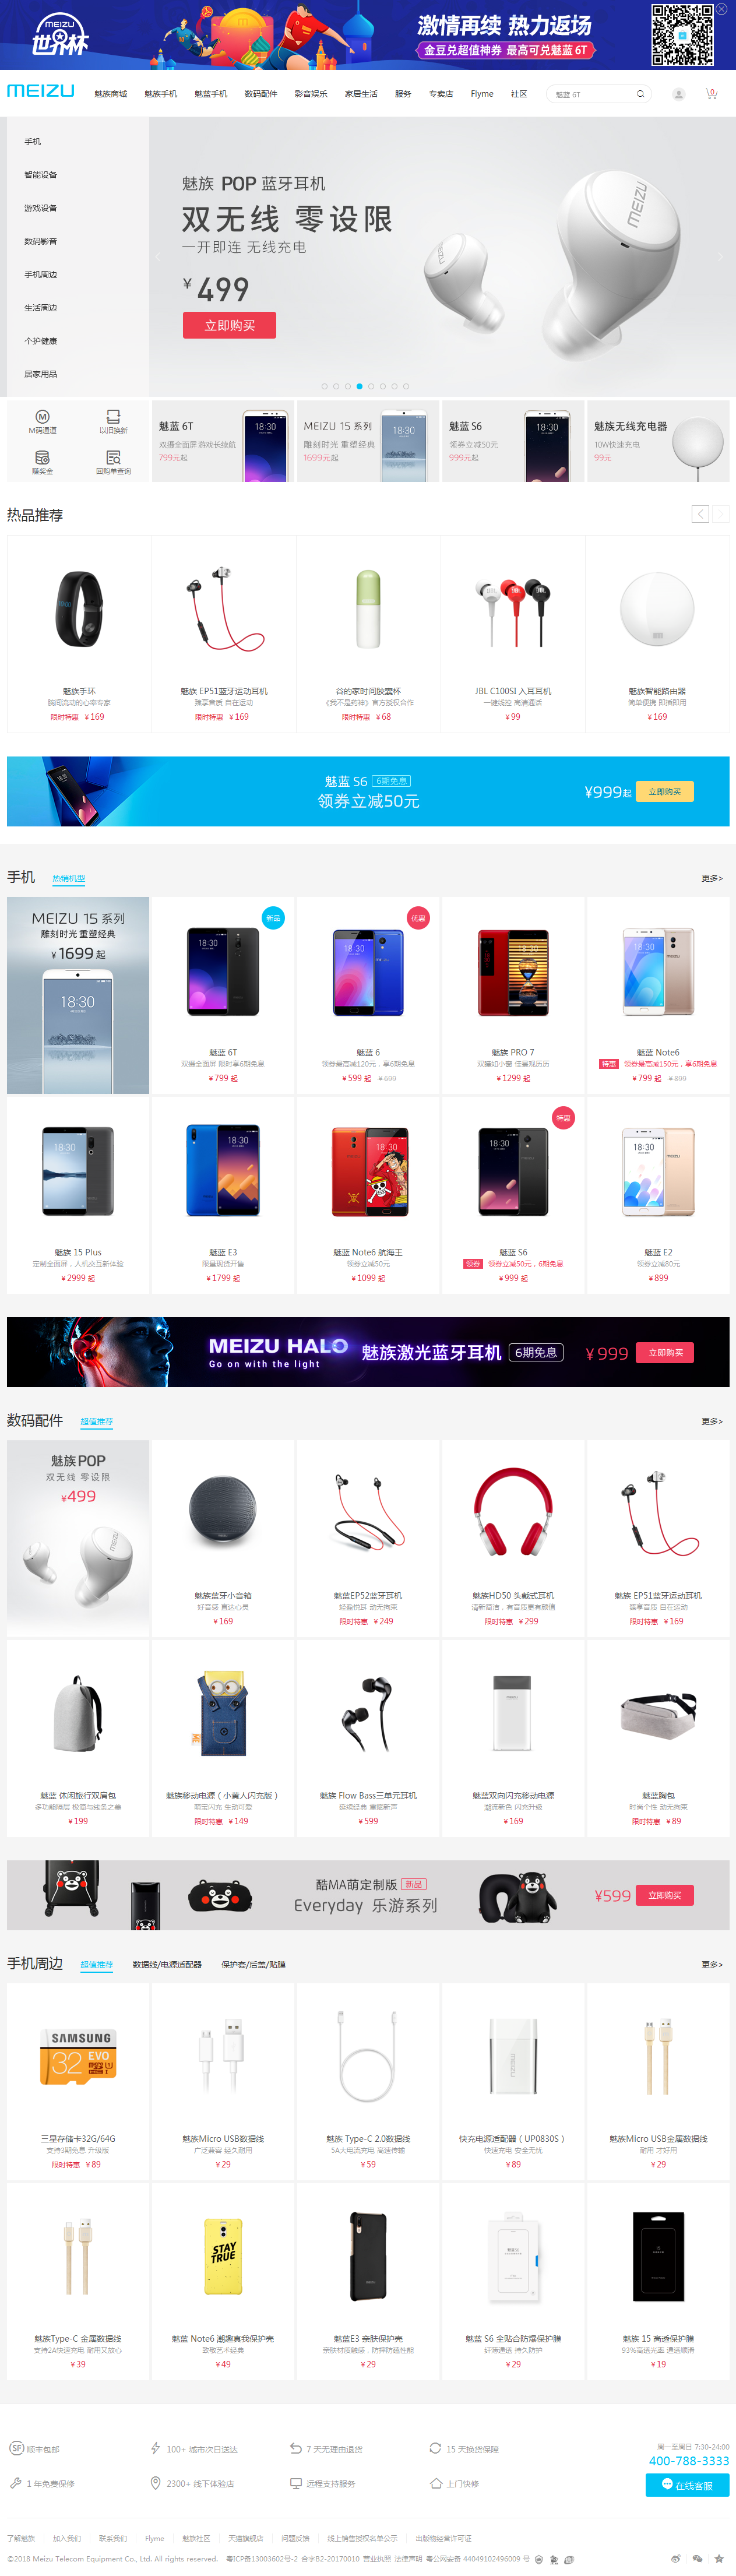 MEIZU
世界杯
激情再续 热力返场
金豆兑超值神券 最高可兑魅蓝 6T
MEIZU 魅族商城 魅族手机 魅蓝手机 数码配件 影音娱乐 家居生活 服务 专卖店 Flyme 社区 魅蓝 6T 0
手机
智能设备
游戏设备
数码影音
手机周边
生活周边
个护健康
居家用品
魅族 POP 蓝牙耳机
双无线 零设限
一开即连 无线充电
¥ 499
立即购买
M码通道 以旧换新
赚奖金 回购单查询
魅蓝 6T
双摄全面屏 游戏长续航
799元起
MEIZU 15 系列
雕刻时光 重塑经典
1699元起
魅蓝 S6
领券立减50元
999元起
魅族无线充电器
10W快速充电
99元
热品推荐
魅族手环
腕间流动的心率专家
限时特惠 ¥ 169
魅族 EP51蓝牙运动耳机
臻享音质 自在运动
限时特惠 ¥ 169
谷的家时间胶囊杯
《我不是药神》官方授权合作
限时特惠 ¥ 68
JBL C100SI 入耳耳机
一键线控 高清通话
¥ 99
魅族智能路由器
简单便携 即插即用
¥ 169
魅蓝 S6 6期免息
领券立减50元
¥999起 立即购买
手机 热销机型 更多>
MEIZU 15 系列
雕刻时光 重塑经典
¥ 1699 起
新品
魅蓝 6T
双摄全面屏 限时享6期免息
¥ 799 起
优惠
魅蓝 6
领券最高减120元，享6期免息
¥ 599 起 ¥ 699
魅族 PRO 7
双瞳如小窗 佳景观历历
¥ 1299 起
魅蓝 Note6
特惠 领券最高减150元，享6期免息
¥ 799 起 ¥ 899
魅族 15 Plus
定制全面屏，人机交互新体验
¥ 2999 起
魅蓝 E3
限量现货开售
¥ 1799 起
魅蓝 Note6 航海王
领券立减50元
¥ 1099 起
特惠
魅蓝 S6
领券 领券立减50元，6期免息
¥ 999 起
魅蓝 E2
领券立减80元
¥ 899
MEIZU HALO
Go on with the light
魅族激光蓝牙耳机 6期免息 ¥ 999 立即购买
数码配件 超值推荐 更多>
魅族POP
双无线 零设限
¥499
魅族蓝牙小音箱
好音感 直达心灵
¥ 169
魅蓝EP52蓝牙耳机
轻盈悦耳 动无拘束
限时特惠 ¥ 249
魅族HD50 头戴式耳机
清新简洁，有音质更有颜值
限时特惠 ¥ 299
魅族 EP51蓝牙运动耳机
臻享音质 自在运动
限时特惠 ¥ 169
魅蓝 休闲旅行双肩包
多功能隔层 极简与线条之美
¥ 199
魅族移动电源（小黄人闪充版）
萌宝闪充 生动可爱
限时特惠 ¥ 149
魅族 Flow Bass三单元耳机
延续经典 重赋新声
¥ 599
魅蓝双向闪充移动电源
潮流新色 闪充升级
¥ 169
魅蓝胸包
时尚个性 动无拘束
限时特惠 ¥ 89
酷MA萌定制版 新品
Everyday 乐游系列
¥599 立即购买
手机周边 超值推荐 数据线/电源适配器 保护套/后盖/贴膜 更多>
SAMSUNG
32 EVO
三星存储卡32G/64G
支持3期免息 升级版
限时特惠 ¥ 89
魅族Micro USB数据线
广泛兼容 经久耐用
¥ 29
魅族 Type-C 2.0数据线
5A大电流充电 高速传输
¥ 59
快充电源适配器（UP0830S）
快速充电 安全无忧
¥ 89
魅族Micro USB金属数据线
耐用 才好用
¥ 29
魅族Type-C 金属数据线
支持2A快速充电 耐用又放心
¥ 39
STAY
TRUE
魅蓝 Note6 潮趣真我保护壳
致敬艺术经典
¥ 49
魅蓝E3 亲肤保护壳
亲肤材质触感，防摔防撞性能
¥ 29
魅蓝 S6 全贴合防爆保护膜
纤薄通透 持久防护
¥ 29
魅族 15 高透保护膜
93%高透光率 通透顺滑
¥ 19
顺丰包邮 100+ 城市次日送达 7 天无理由退货 15 天换货保障
1 年免费保修 2300+ 线下体验店 远程支持服务 上门快修
周一至周日 7:30-24:00
400-788-3333
在线客服
了解魅族 加入我们 联系我们 Flyme 魅族社区 天猫旗舰店 问题反馈 线上销售授权名单公示 出版物经营许可证
©2018 Meizu Telecom Equipment Co., Ltd. All rights reserved. 粤ICP备13003602号-2 合字B2-20170010 营业执照 法律声明 粤公网安备 44049102496009 号